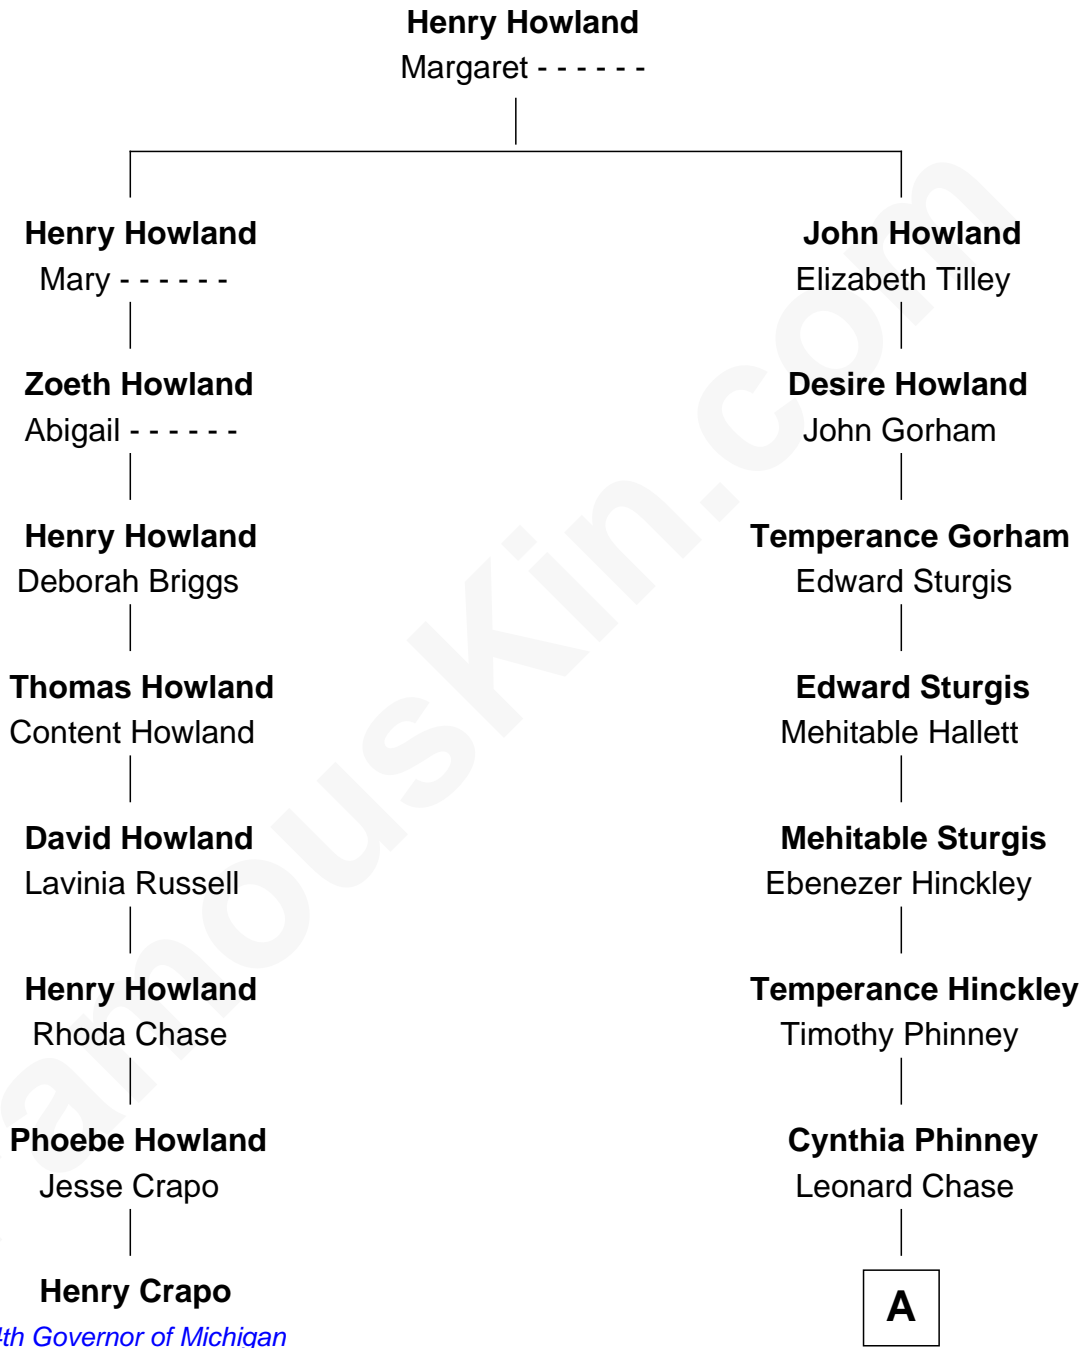 Henry Howland
Margaret - - - - - -
Henry Howland
Mary - - - - - -
John Howland
Elizabeth Tilley
Zoeth Howland
Abigail - - - - - -
Desire Howland
John Gorham
Henry Howland
Deborah Briggs
Temperance Gorham
Edward Sturgis
Thomas Howland
Content Howland
Edward Sturgis
Mehitable Hallett
David Howland
Lavinia Russell
Mehitable Sturgis
Ebenezer Hinckley
Henry Howland
Rhoda Chase
Temperance Hinckley
Timothy Phinney
Phoebe Howland
Jesse Crapo
Cynthia Phinney
Leonard Chase
Henry Crapo
4th Governor of Michigan
A
amousKin.com